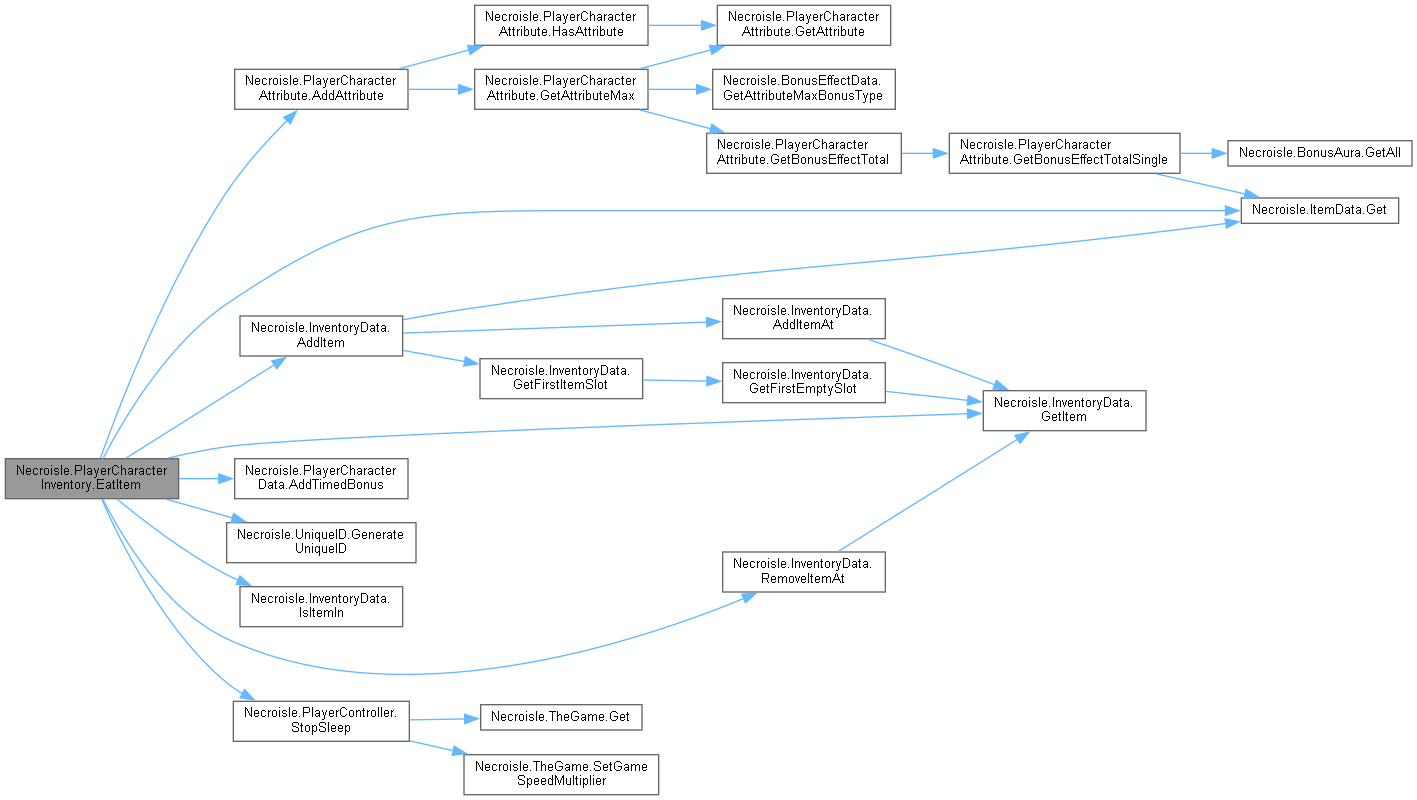 Necroisle.PlayerCharacter
Attribute.HasAttribute
Necroisle.PlayerCharacter
Attribute.GetAttribute
Necroisle.PlayerCharacter
Attribute.AddAttribute
Necroisle.PlayerCharacter
Attribute.GetAttributeMax
Necroisle.BonusEffectData.
GetAttributeMaxBonusType
Necroisle.PlayerCharacter
Attribute.GetBonusEffectTotal
Necroisle.PlayerCharacter
Attribute.GetBonusEffectTotalSingle
Necroisle.BonusAura.GetAll
Necroisle.ItemData.Get
Necroisle.InventoryData.
AddItem
Necroisle.InventoryData.
AddItemAt
Necroisle.InventoryData.
GetFirstItemSlot
Necroisle.InventoryData.
GetFirstEmptySlot
Necroisle.InventoryData.
GetItem
Necroisle.PlayerCharacter
Inventory.EatItem
Necroisle.PlayerCharacter
Data.AddTimedBonus
Necroisle.UniqueID.Generate
UniqueID
Necroisle.InventoryData.
IsItemIn
Necroisle.InventoryData.
RemoveItemAt
Necroisle.PlayerController.
StopSleep
Necroisle.TheGame.Get
Necroisle.TheGame.SetGame
SpeedMultiplier